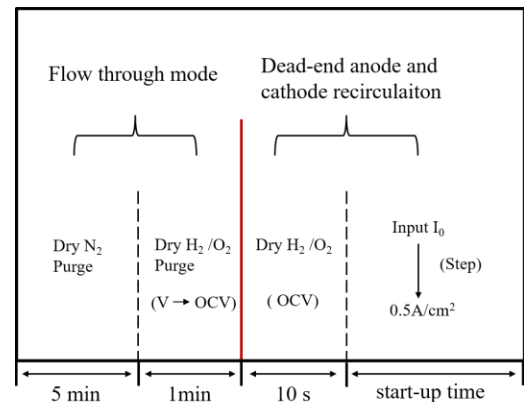 Flow through mode
Dead-end anode and
cathode recirculaiton
Dry N₂
Purge
Dry H₂ /O₂
Purge
(V → OCV)
Dry H₂ /O₂
( OCV)
Input I₀
(Step)
0.5A/cm²
5 min
1min
10 s
start-up time